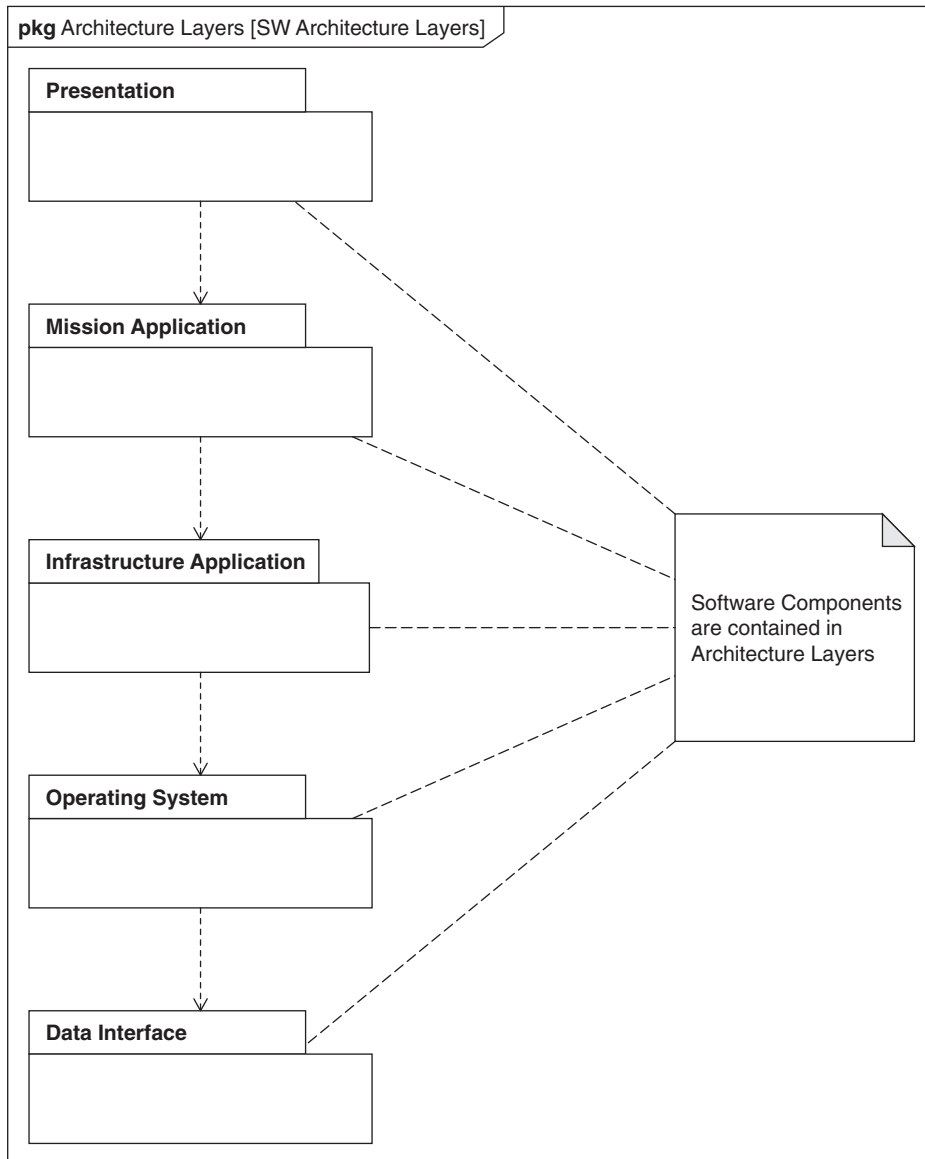 pkg Architecture Layers [SW Architecture Layers]
Presentation
Mission Application
Infrastructure Application
Software Components
are contained in
Architecture Layers
Operating System
Data Interface